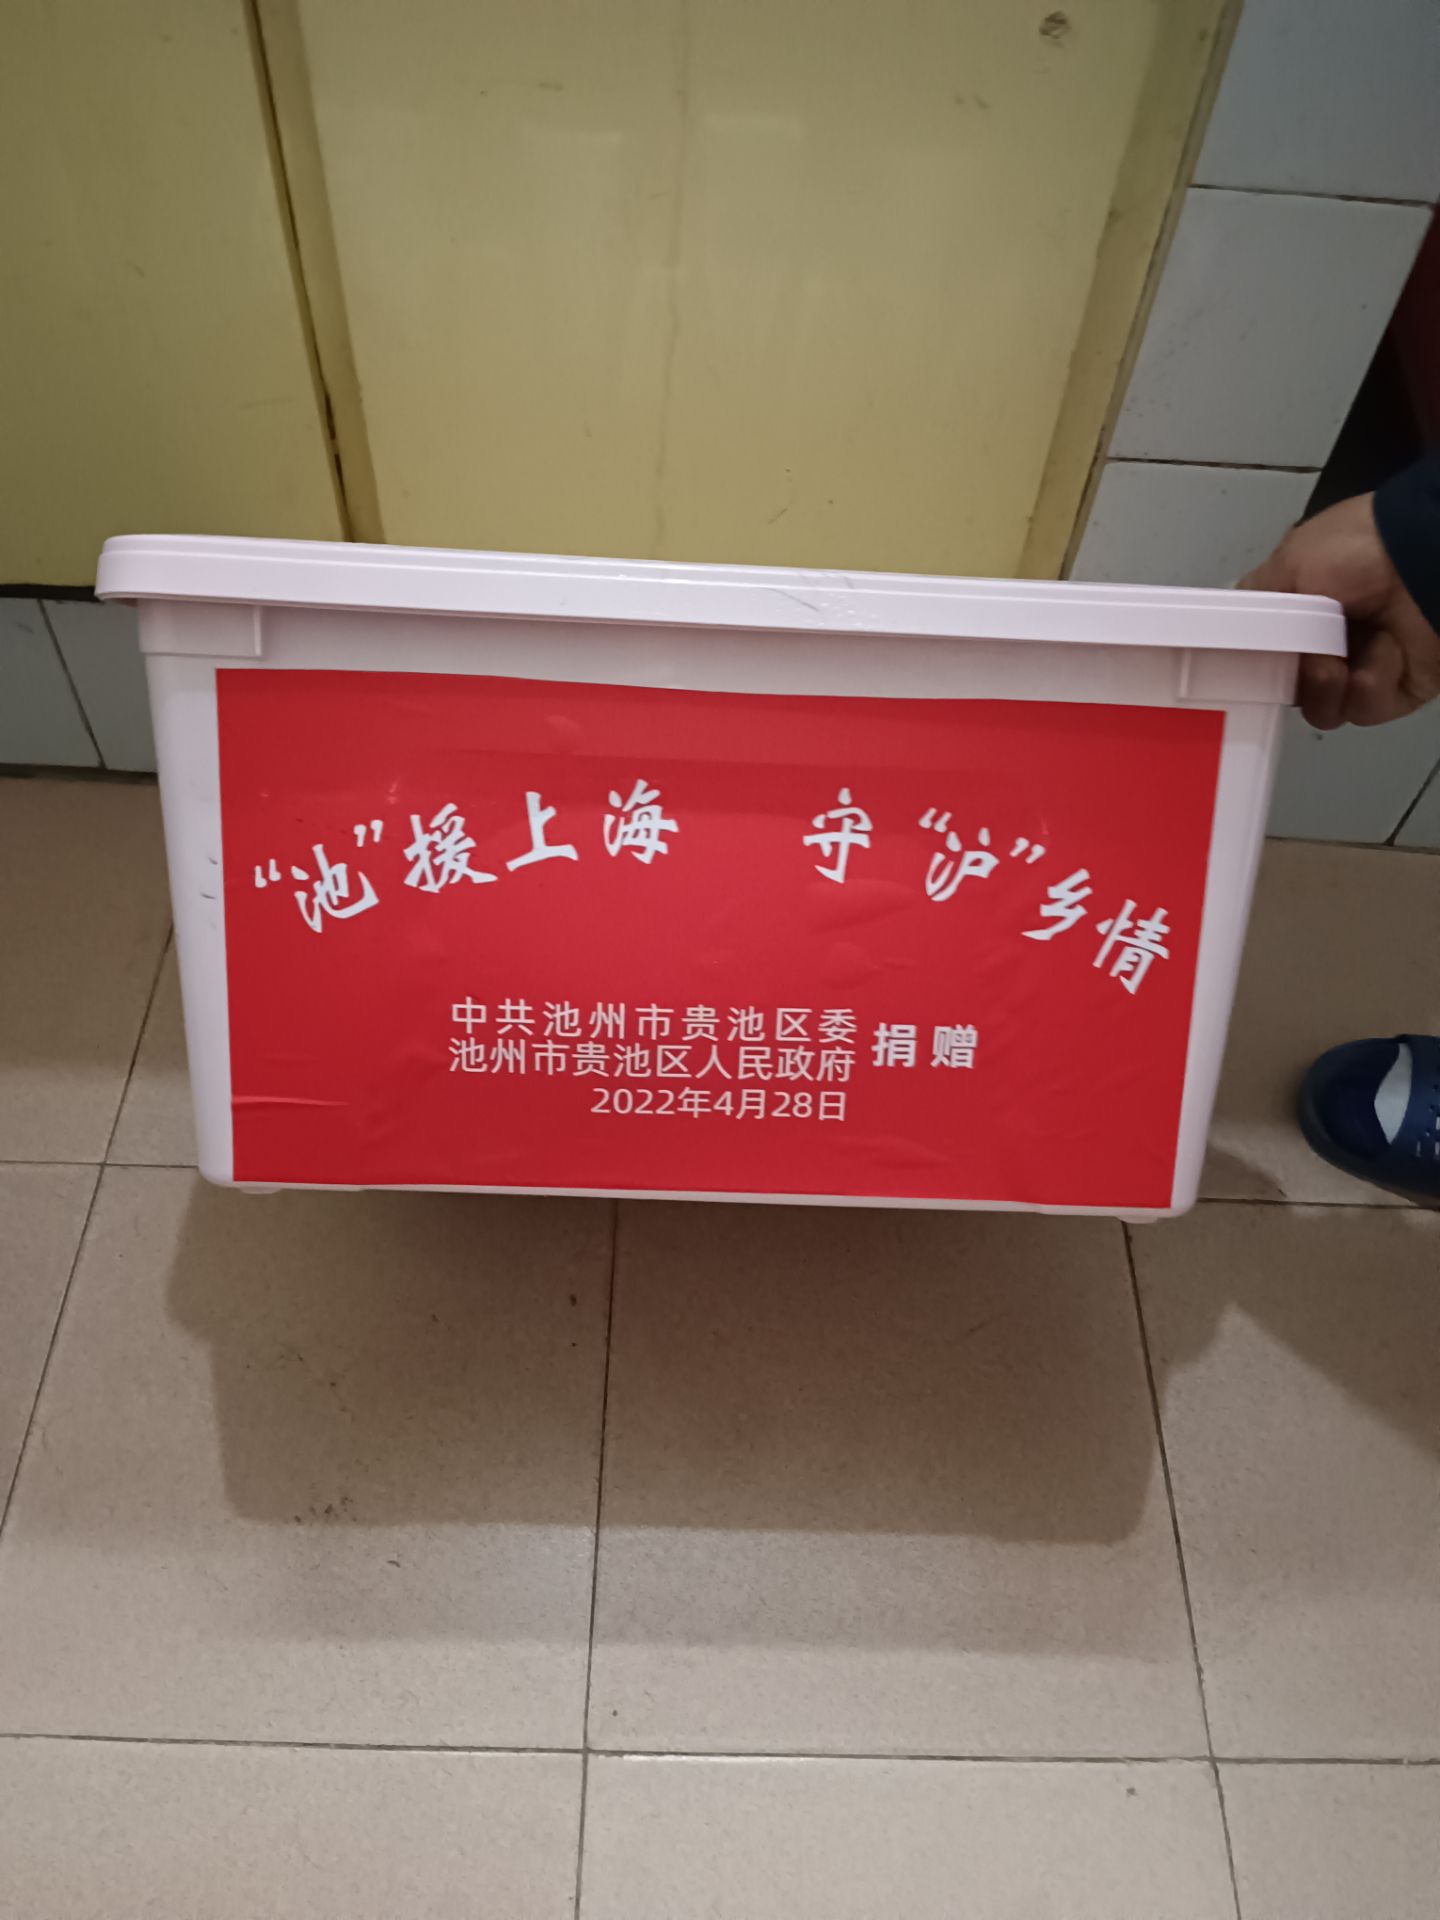 “池”援上海 守“沪”乡情
中共池州市贵池区委
池州市贵池区人民政府 捐赠
2022年4月28日